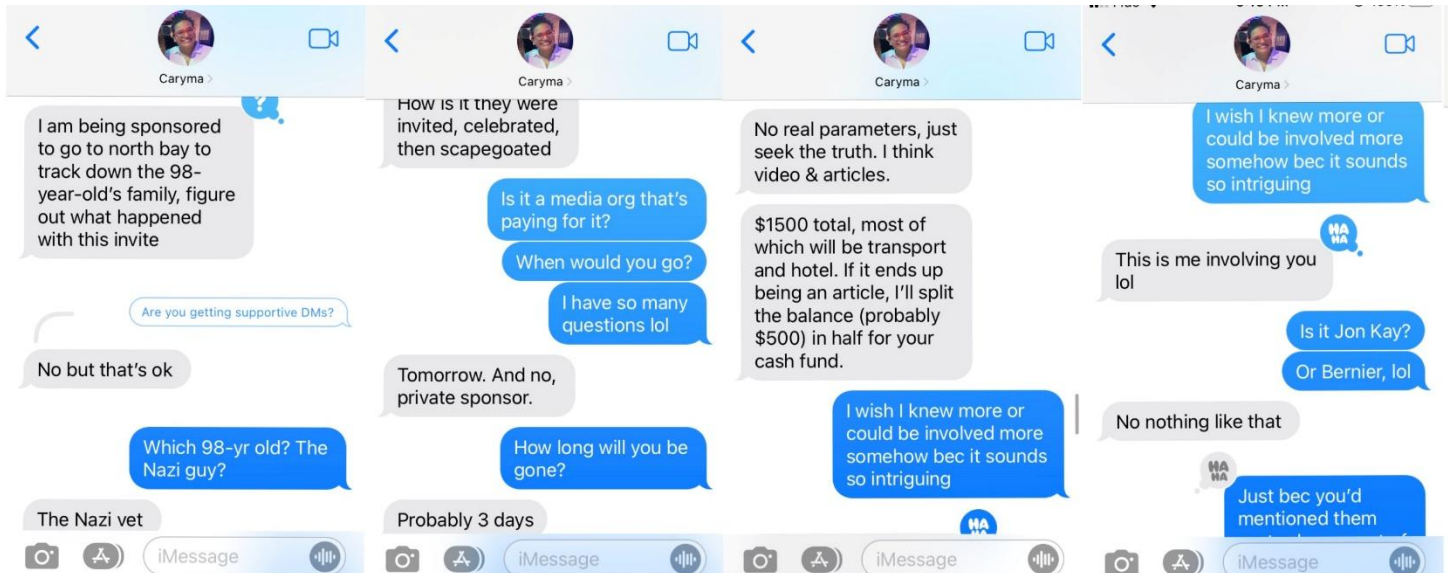 Caryma
I am being sponsored
to go to north bay to
track down the 98-
year-old's family, figure
out what happened
with this invite
Are you getting supportive DMs?
No but that's ok
Which 98-yr old? The
Nazi guy?
The Nazi vet
iMessage
Caryma
How is it they were
invited, celebrated,
then scapegoated
Is it a media org that's
paying for it?
When would you go?
I have so many
questions lol
Tomorrow. And no,
private sponsor.
How long will you be
gone?
Probably 3 days
iMessage
Caryma
No real parameters, just
seek the truth. I think
video & articles.
$1500 total, most of
which will be transport
and hotel. If it ends up
being an article, I'll split
the balance (probably
$500) in half for your
cash fund.
I wish I knew more or
could be involved more
somehow bec it sounds
so intriguing
HA
HA
iMessage
Caryma
I wish I knew more or
could be involved more
somehow bec it sounds
so intriguing
HA
HA
This is me involving you
lol
Is it Jon Kay?
Or Bernier, lol
No nothing like that
HA
HA
Just bec you'd
mentioned them
iMessage